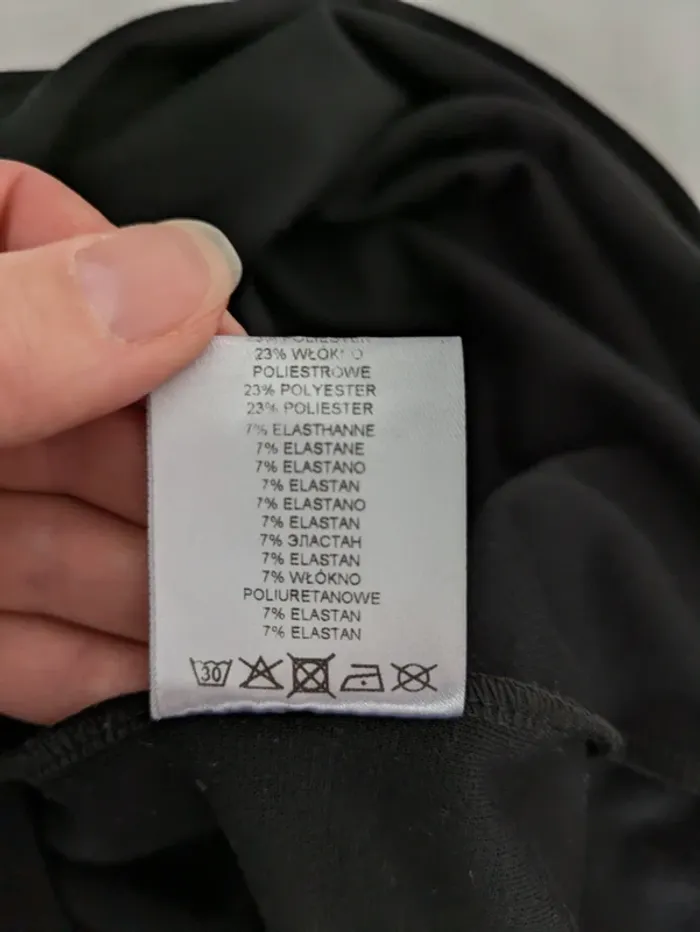 23% WŁÓKNO
POLIESTROWE
23% POLYESTER
23% POLIESTER
7% ELASTHANNE
7% ELASTANE
7% ELASTANO
7% ELASTAN
7% ELASTANO
7% ELASTAN
7% ЭЛАСТАН
7% ELASTAN
7% WŁÓKNO
POLIURETANOWE
7% ELASTAN
7% ELASTAN
30